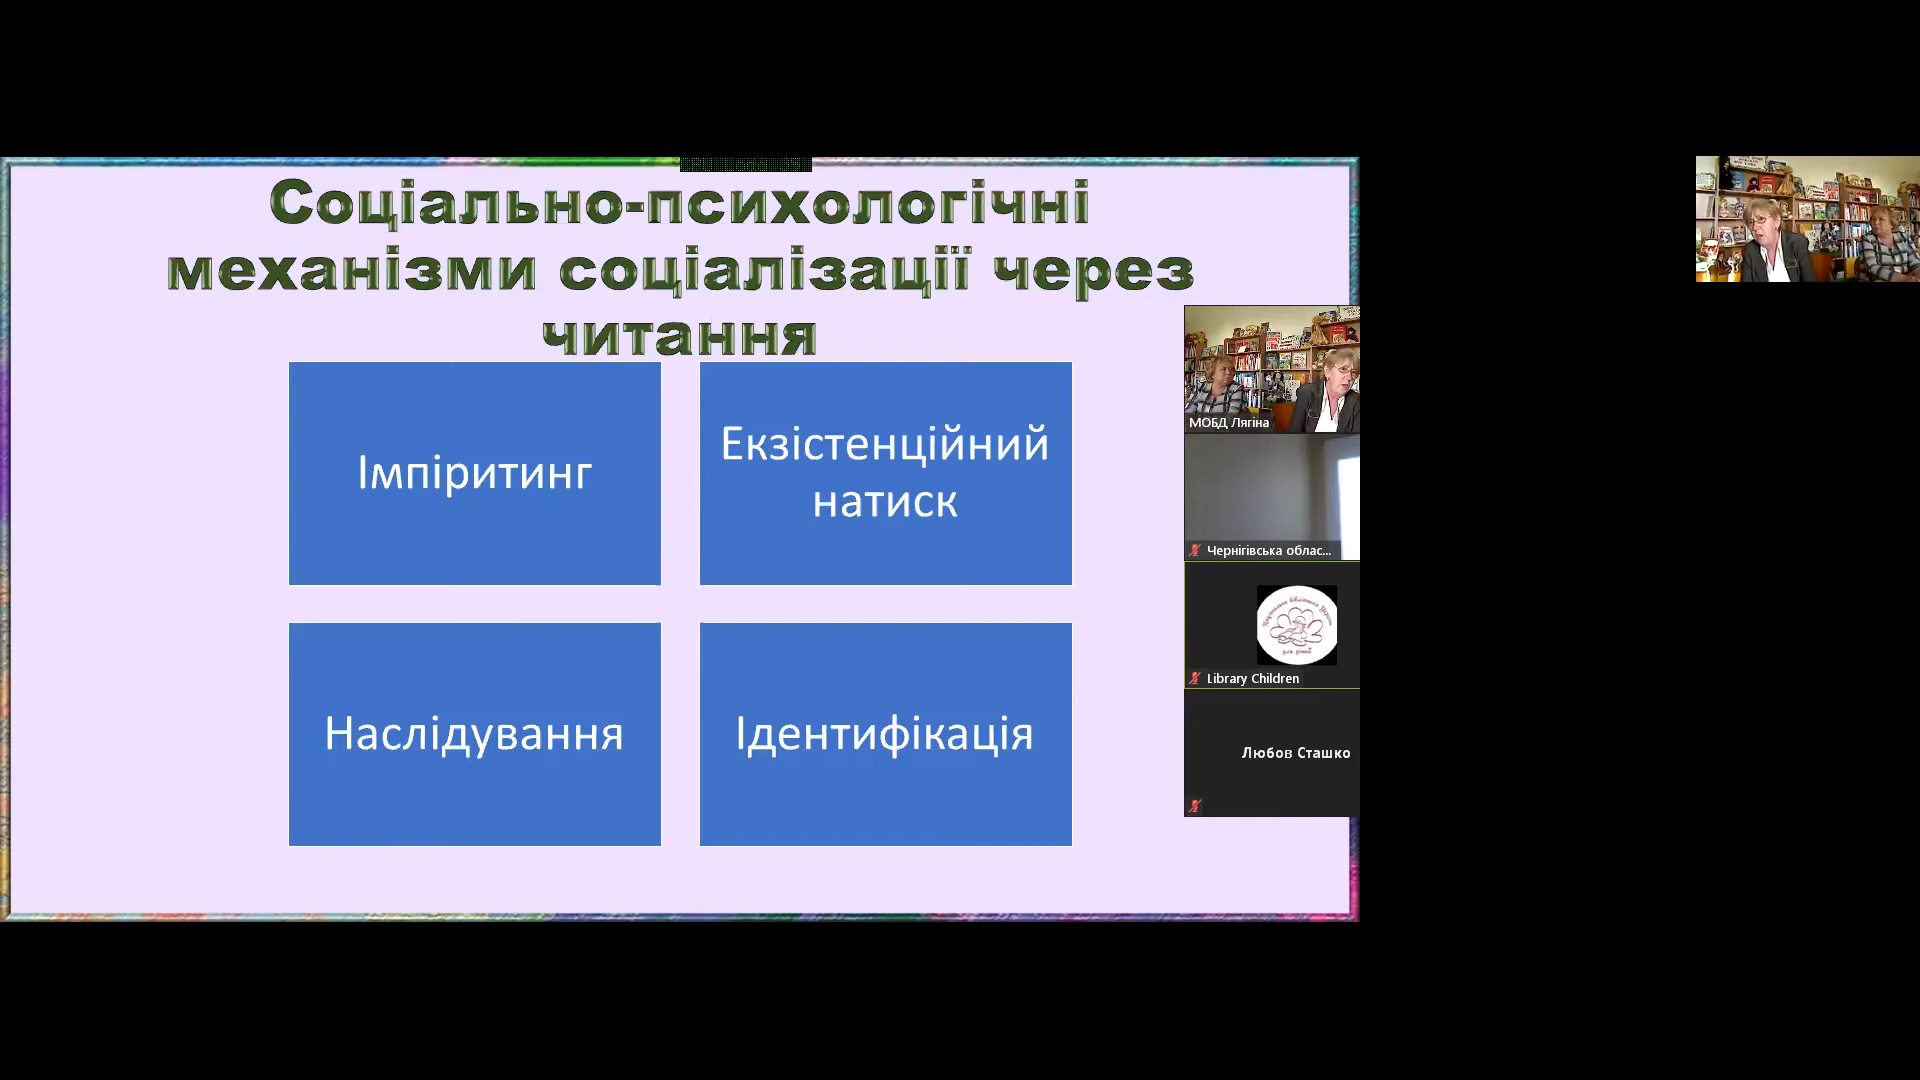 Соціально-психологічні
механізми соціалізації через
читання
Імпіритинг
Екзістенційний
натиск
Наслідування
Ідентифікація
МОБД Лягіна
Чернігівська облас...
Library Children
Любов Сташко